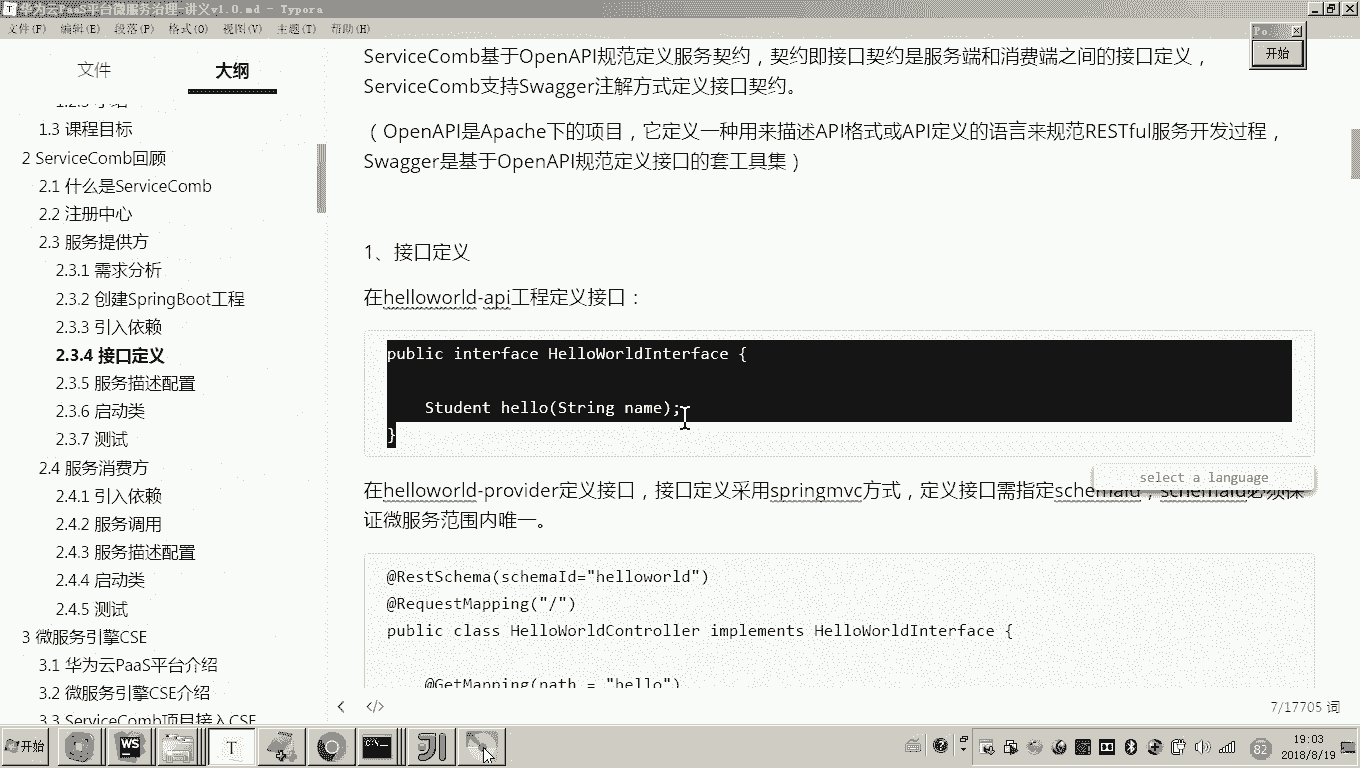 华为云PaaS平台微服务治理-讲义v1.0.md - Typora
文件(F) 编辑(E) 段落(P) 格式(O) 视图(V) 主题(T) 帮助(H)
开始
文件 大纲
1.3 课程目标
2 ServiceComb回顾
2.1 什么是ServiceComb
2.2 注册中心
2.3 服务提供方
2.3.1 需求分析
2.3.2 创建SpringBoot工程
2.3.3 引入依赖
2.3.4 接口定义
2.3.5 服务描述配置
2.3.6 启动类
2.3.7 测试
2.4 服务消费方
2.4.1 引入依赖
2.4.2 服务调用
2.4.3 服务描述配置
2.4.4 启动类
2.4.5 测试
3 微服务引擎CSE
3.1 华为云PaaS平台介绍
3.2 微服务引擎CSE介绍
3.3 ServiceComb项目接入CSE
ServiceComb基于OpenAPI规范定义服务契约，契约即接口契约是服务端和消费端之间的接口定义，
ServiceComb支持Swagger注解方式定义接口契约。
（OpenAPI是Apache下的项目，它定义一种用来描述API格式或API定义的语言来规范RESTful服务开发过程，
Swagger是基于OpenAPI规范定义接口的套工具集）
1、接口定义
在helloworld-api工程定义接口：
public interface HelloWorldInterface {
Student hello(String name);
}
select a language
在helloworld-provider定义接口，接口定义采用springmvc方式，定义接口需指定schemaId，schemaId必须保
证微服务范围内唯一。
@RestSchema(schemaId="helloworld")
@RequestMapping("/")
public class HelloWorldController implements HelloWorldInterface {
@GetMapping(path = "hello")
7/17705 词
开始
WS
T
82
19:03
2018/8/19